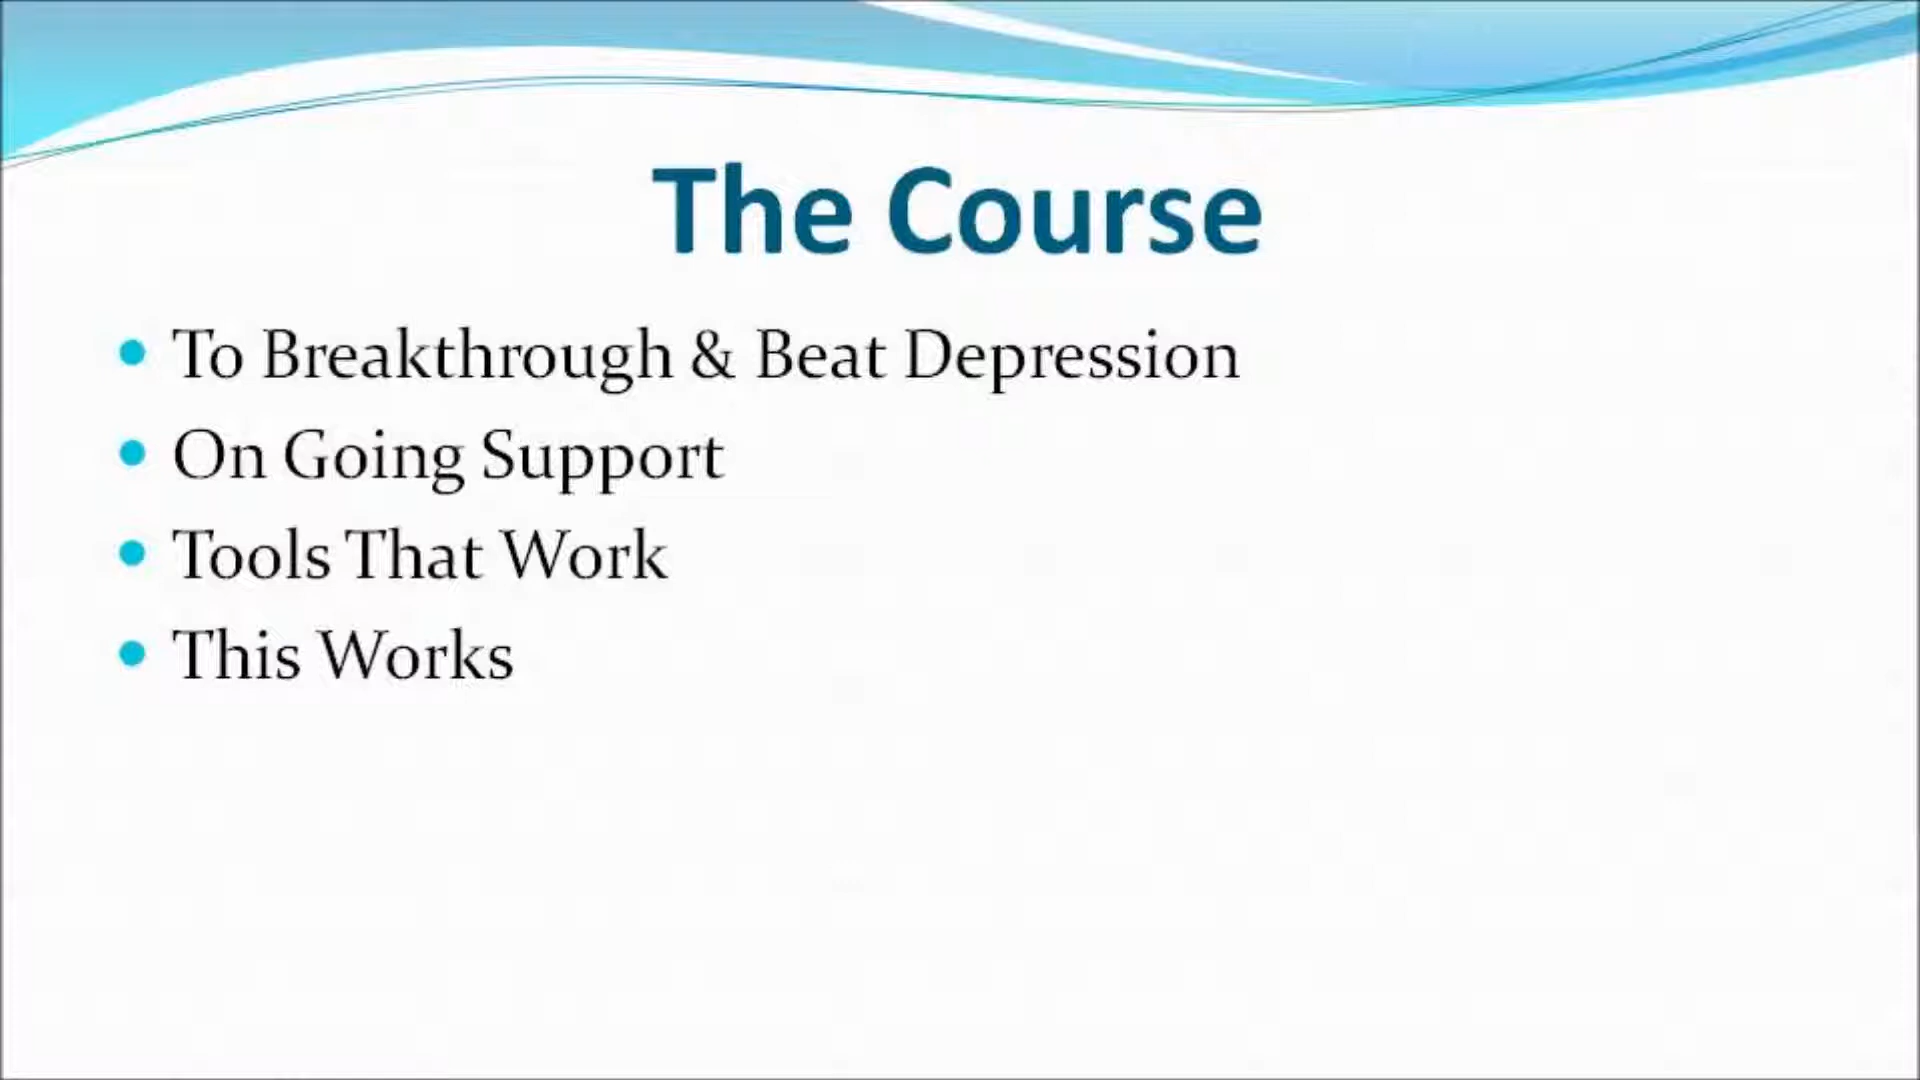 The Course
To Breakthrough & Beat Depression
On Going Support
Tools That Work
This Works